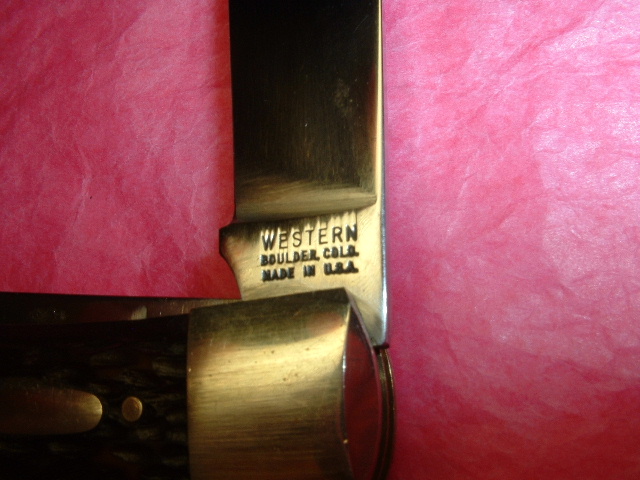 WESTERN
BOULDER, COLO.
MADE IN U.S.A.